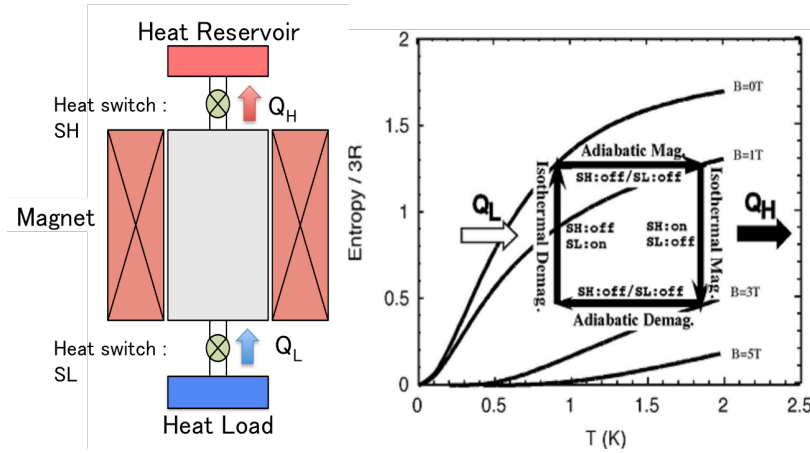 Heat Reservoir
Heat switch :
SH
Q_H
Magnet
Heat switch :
SL
Q_L
Heat Load
2
1.5
1
0.5
0
Entropy / 3R
B=0T
B=1T
B=3T
B=5T
Adiabatic Mag.
SH:off/SL:off
Isothermal Demag.
SH:off
SL:on
SH:on
SL:off
Isothermal Mag.
Q_L
Q_H
SH:off/SL:off
Adiabatic Demag.
0
0.5
1
1.5
2
2.5
T (K)